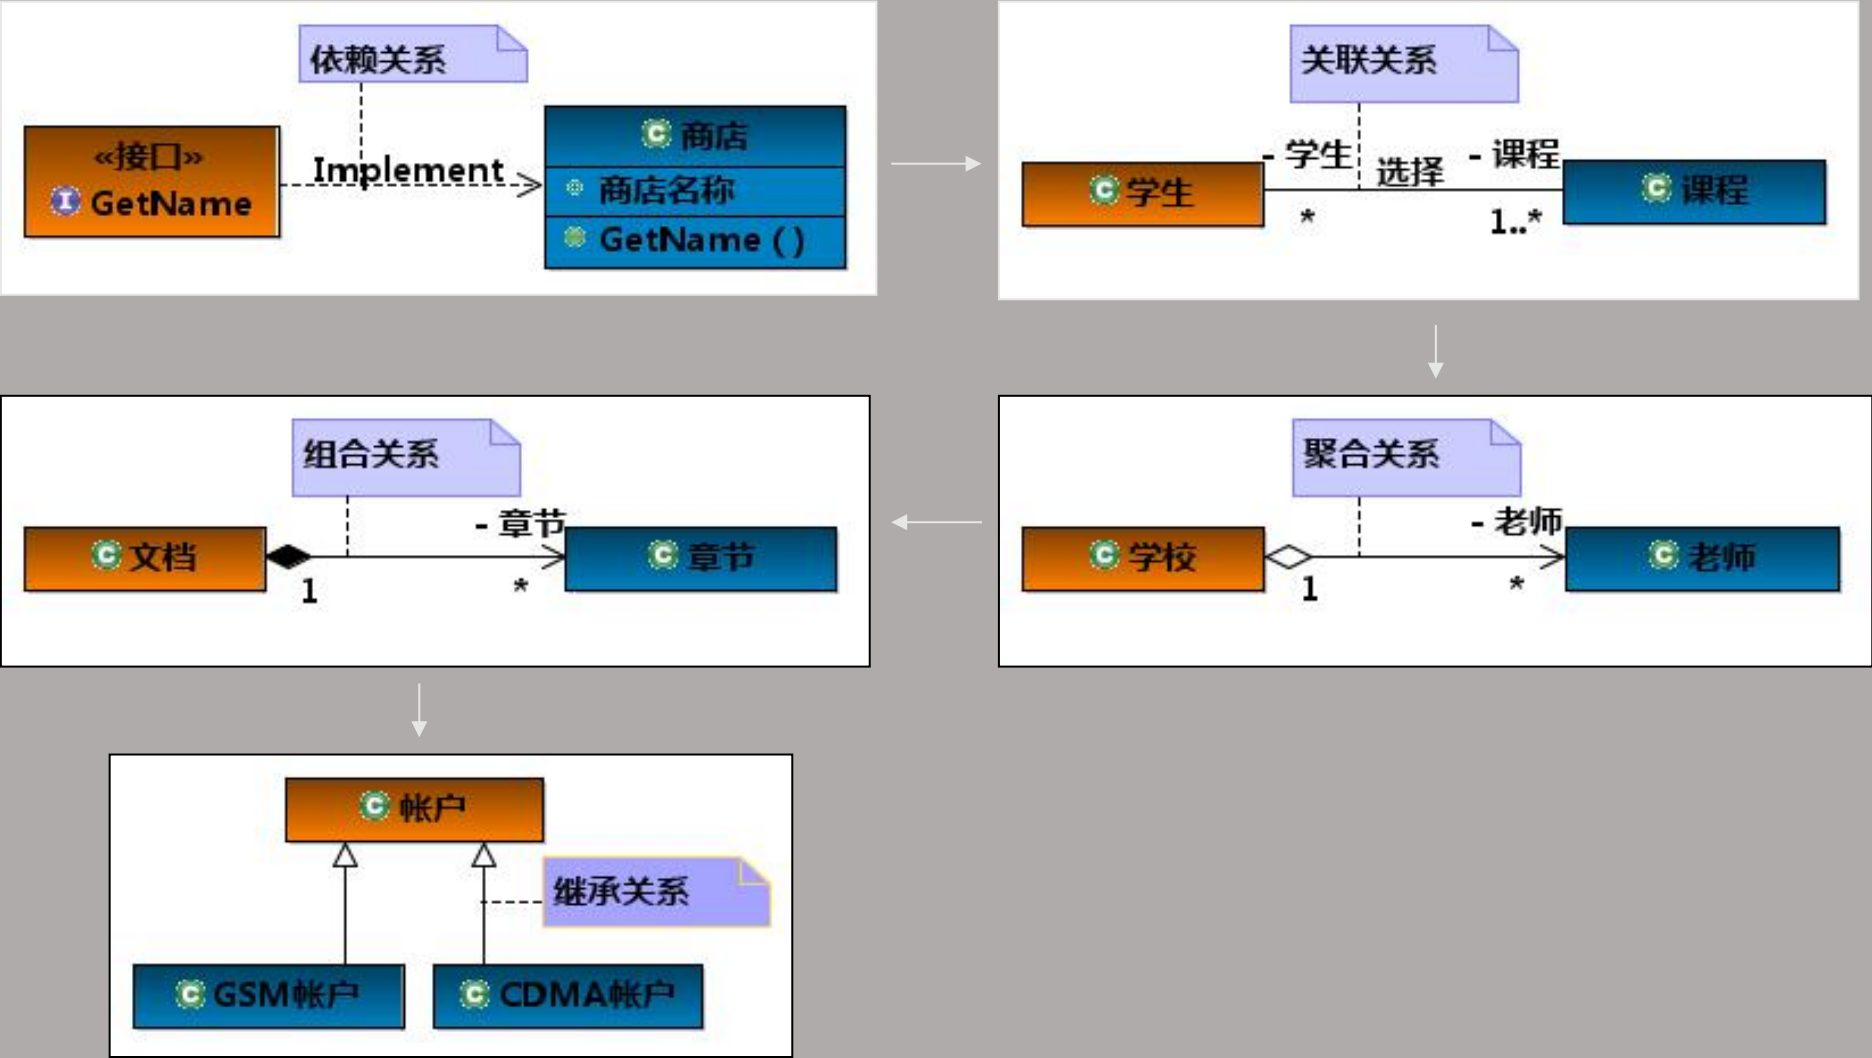 依赖关系
«接口»
GetName
Implement
商店
商店名称
GetName ( )
关联关系
学生
- 学生
选择
- 课程
*
1..*
课程
聚合关系
学校
1
- 老师
*
老师
组合关系
文档
1
- 章节
*
章节
帐户
继承关系
GSM帐户
CDMA帐户